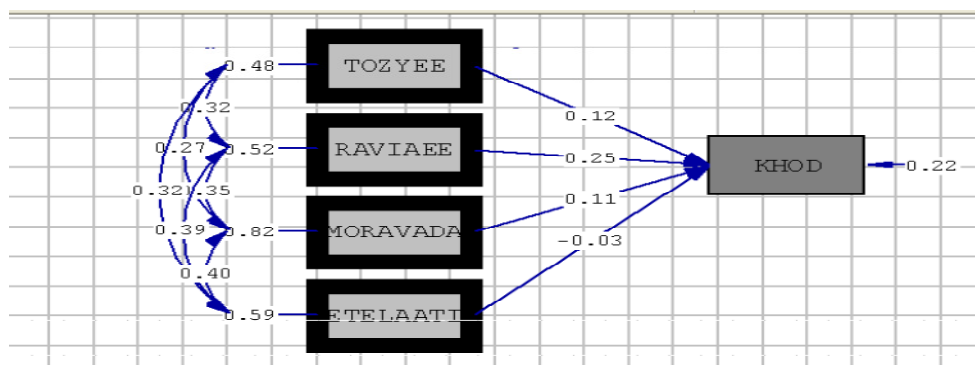 0.48 TOZYEE
0.32
0.12
0.27 0.52 RAVIAEE 0.25 KHOD 0.22
0.32 0.35
0.11
0.39 0.82 MORAVADA
-0.03
0.40
0.59 ETELAATI